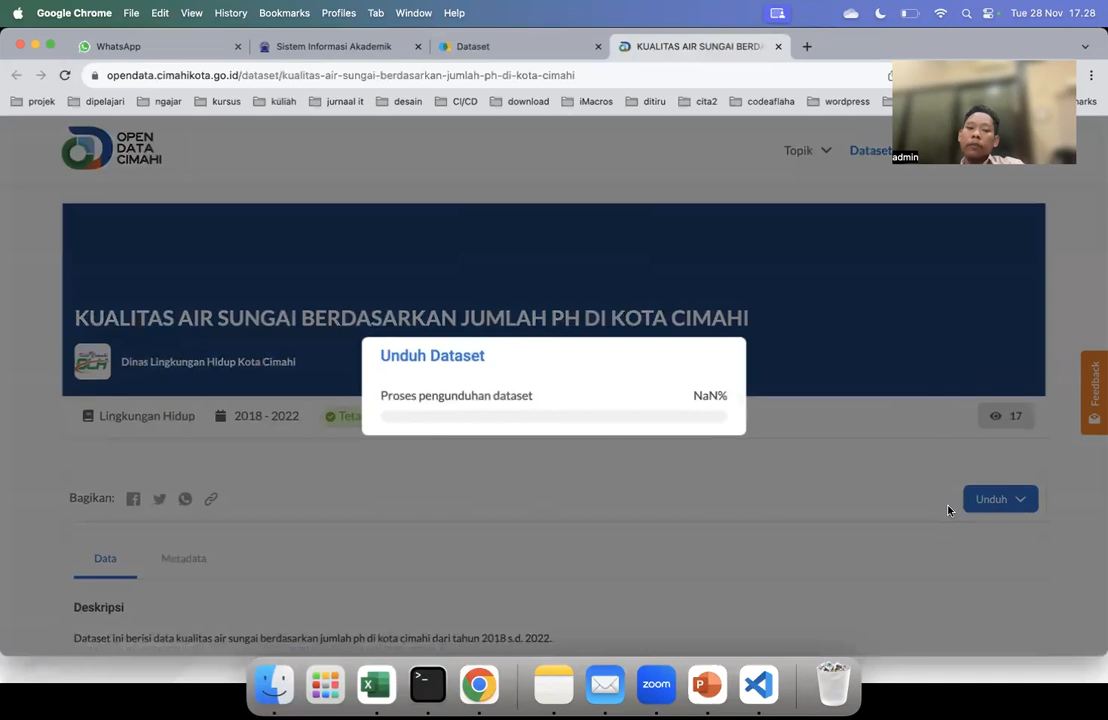 Google Chrome File Edit View History Bookmarks Profiles Tab Window Help Tue 28 Nov 17.28
WhatsApp Sistem Informasi Akademik Dataset KUALITAS AIR SUNGAI BERDA
opendata.cimahikota.go.id/dataset/kualitas-air-sungai-berdasarkan-jumlah-ph-di-kota-cimahi
projek dipelajari ngajar kursus kuliah jurnaal it desain CI/CD download iMacros ditiru cita2 codeaflaha wordpress
admin
OPEN
DATA
CIMAHI
Topik Dataset
KUALITAS AIR SUNGAI BERDASARKAN JUMLAH PH DI KOTA CIMAHI
Dinas Lingkungan Hidup Kota Cimahi
Unduh Dataset
Proses pengunduhan dataset NaN%
Feedback
Lingkungan Hidup 2018 - 2022 Teta 17
Bagikan: Unduh
Data Metadata
Deskripsi
Dataset ini berisi data kualitas air sungai berdasarkan jumlah ph di kota cimahi dari tahun 2018 s.d. 2022.
zoom